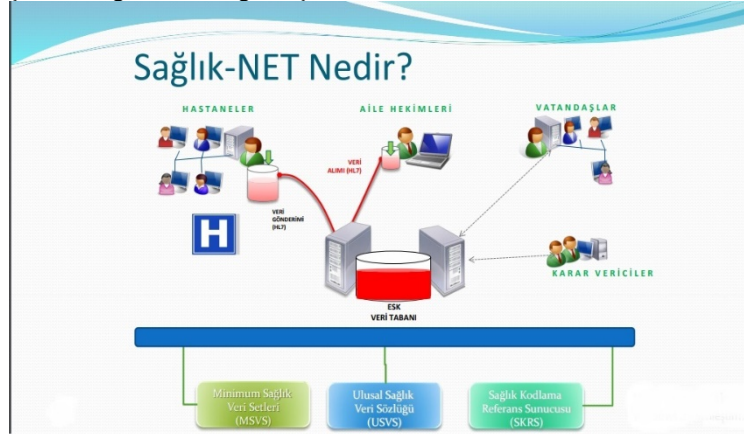 Sağlık-NET Nedir?
HASTANELER
AİLE HEKİMLERİ
VATANDAŞLAR
VERİ
ALIMI (HL7)
VERİ
GÖNDERİMİ
(HL7)
H
KARAR VERİCİLER
ESK
VERİ TABANI
Minimum Sağlık
Veri Setleri
(MSVS)
Ulusal Sağlık
Veri Sözlüğü
(USVS)
Sağlık Kodlama
Referans Sunucusu
(SKRS)